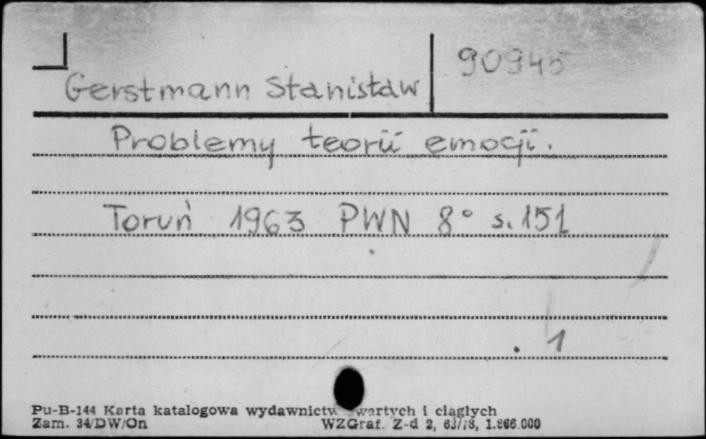 Gerstmann Stanisław
90945
Problemy teorii emocji.
Toruń 1963 PWN 8° s. 151
1
Pu-B-144 Karta katalogowa wydawnictw zwartych i ciągłych
Zam. 34/DW/On WZGraf. Z-d 2, 63/78, 1.866.000